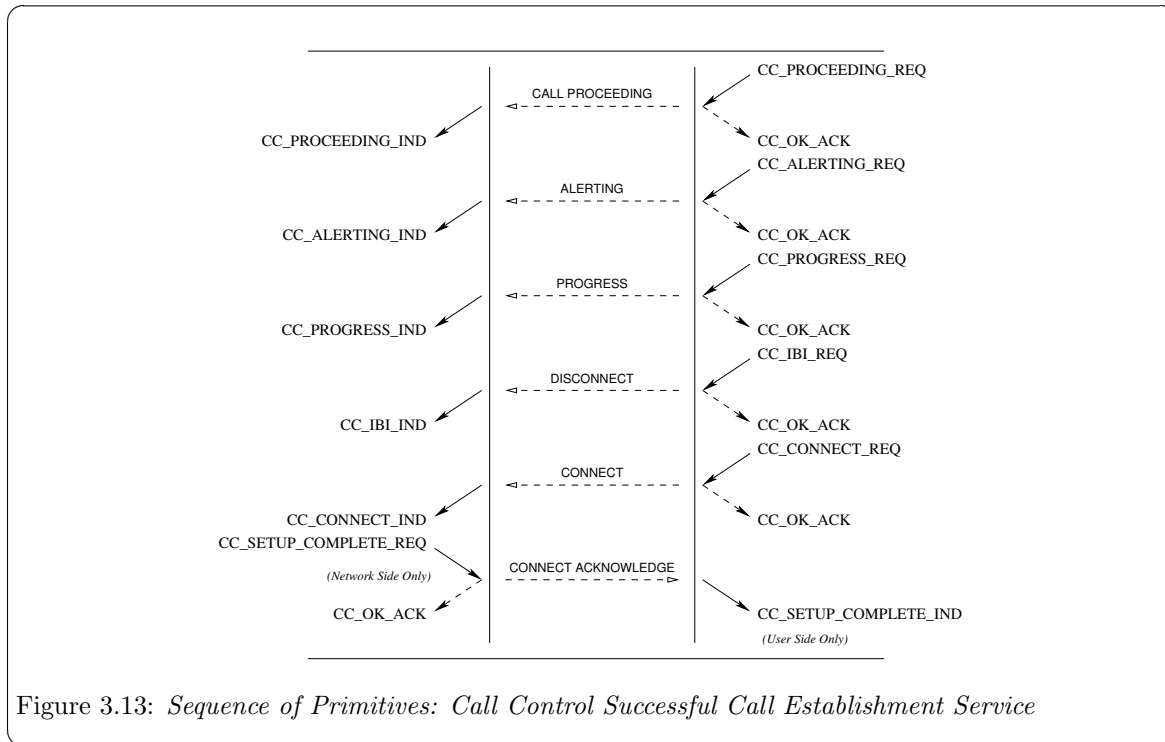 CC_PROCEEDING_REQ
CALL PROCEEDING
CC_PROCEEDING_IND
CC_OK_ACK
CC_ALERTING_REQ
ALERTING
CC_ALERTING_IND
CC_OK_ACK
CC_PROGRESS_REQ
PROGRESS
CC_PROGRESS_IND
CC_OK_ACK
CC_IBI_REQ
DISCONNECT
CC_IBI_IND
CC_OK_ACK
CC_CONNECT_REQ
CONNECT
CC_CONNECT_IND
CC_OK_ACK
CC_SETUP_COMPLETE_REQ
CONNECT ACKNOWLEDGE
(Network Side Only)
CC_OK_ACK
CC_SETUP_COMPLETE_IND
(User Side Only)
Figure 3.13: Sequence of Primitives: Call Control Successful Call Establishment Service